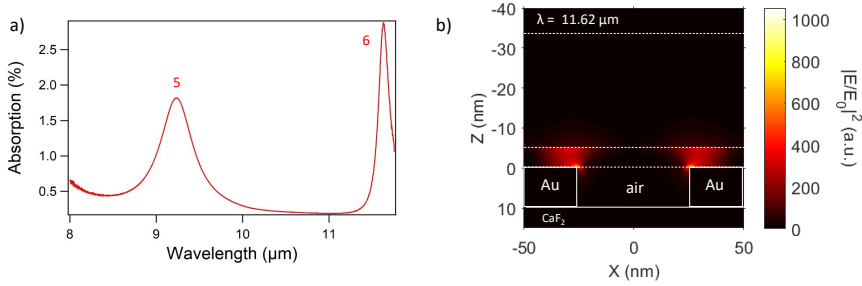 a)
Absorption (%)
2.5
2.0
1.5
1.0
0.5
5
6
8
9
10
11
Wavelength (µm)
b)
λ = 11.62 µm
Z (nm)
-40
-30
-20
-10
0
10
Au
air
Au
CaF2
-50
0
50
X (nm)
1000
800
600
400
200
0
|E/E0|2 (a.u.)